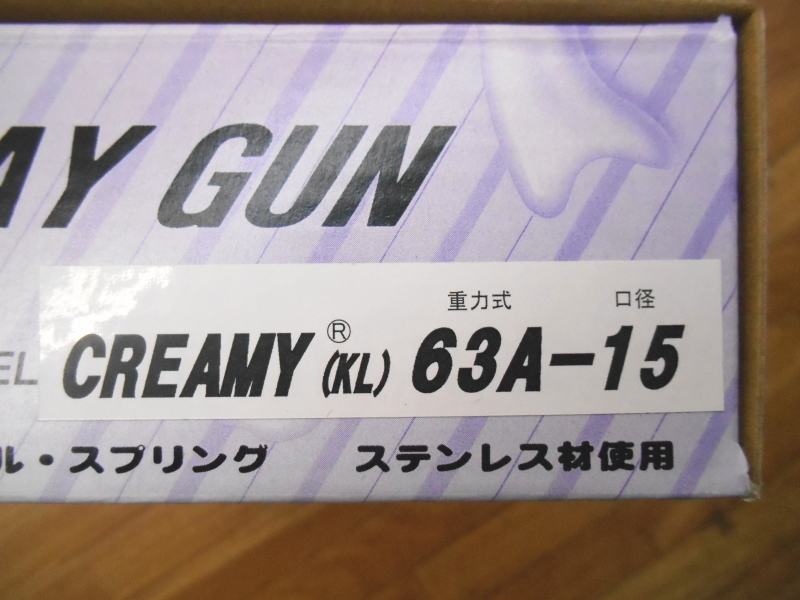 AY GUN
重力式 口径
EL CREAMY® (KL) 63A-15
ル・スプリング ステンレス材使用